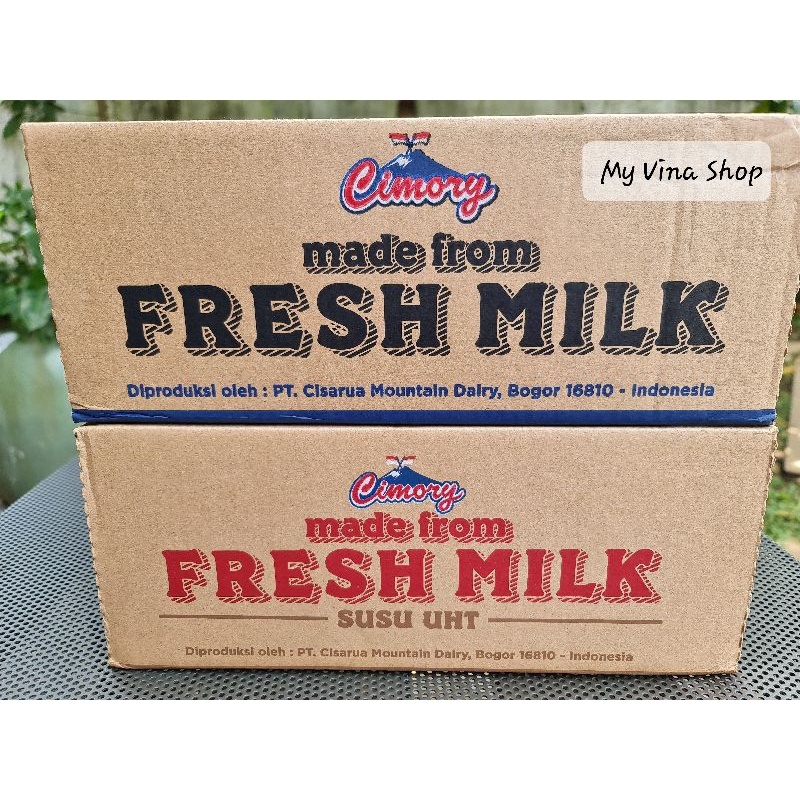 My Vina Shop
Cimory
made from
FRESH MILK
Diproduksi oleh : PT. Cisarua Mountain Dairy, Bogor 16810 - Indonesia
Cimory
made from
FRESH MILK
SUSU UHT
Diproduksi oleh : PT. Cisarua Mountain Dairy, Bogor 16810 - Indonesia